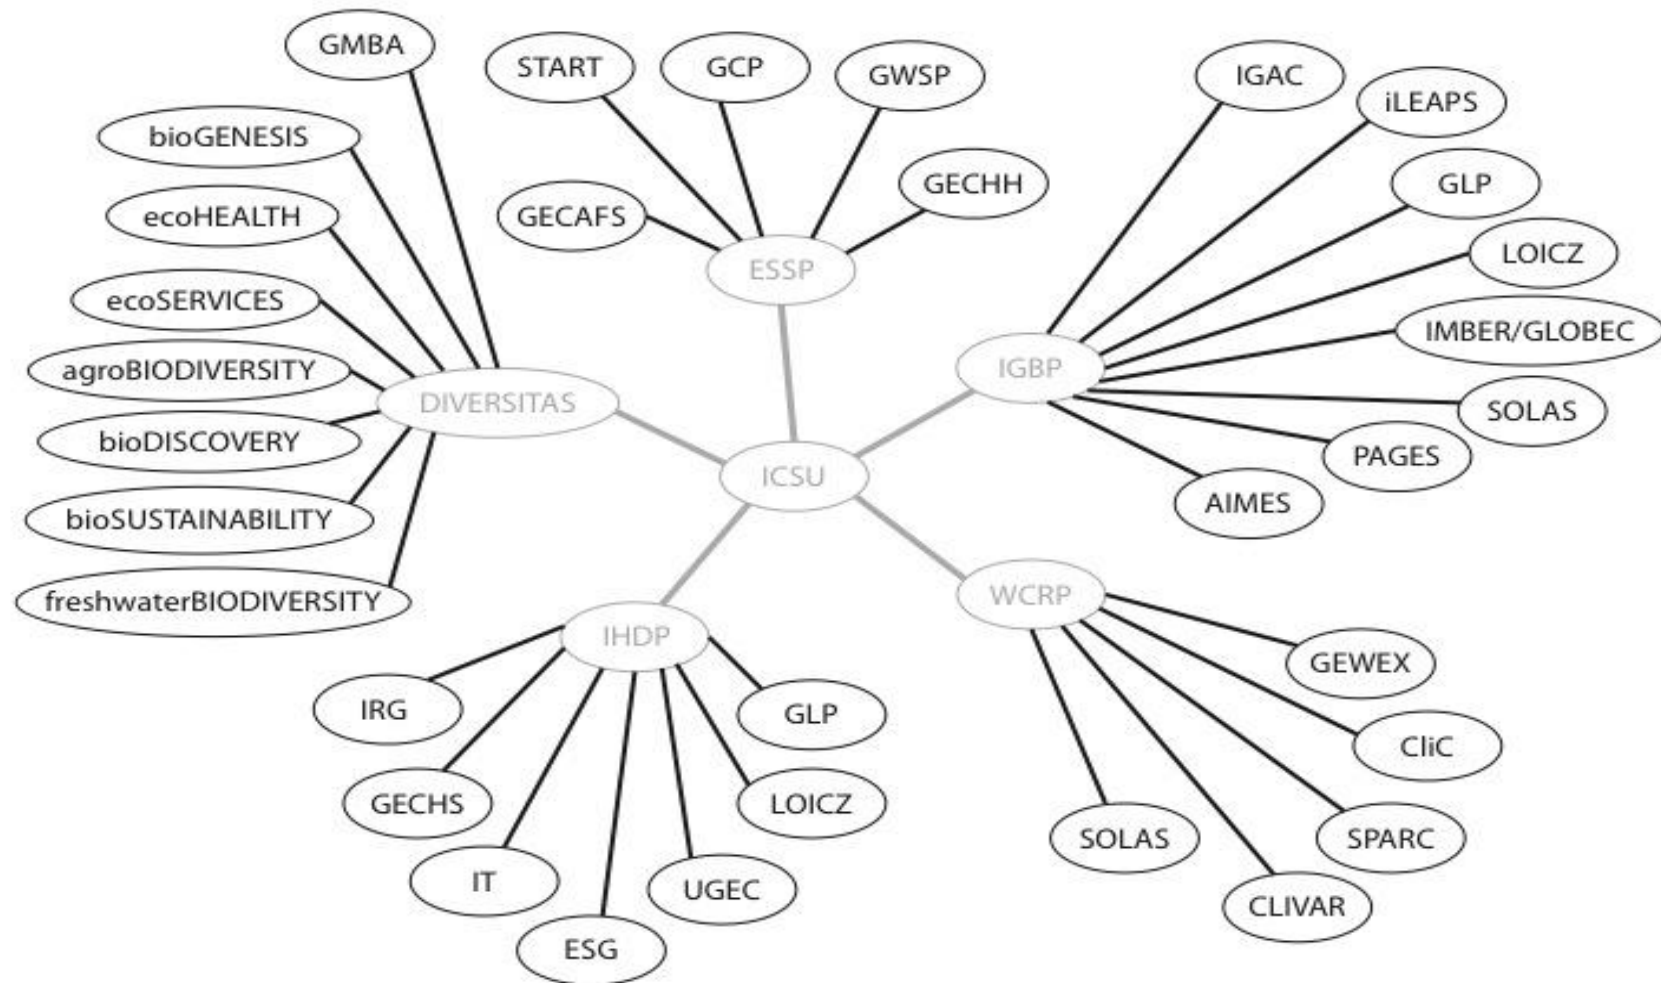 GMBA
bioGENESIS
ecoHEALTH
ecoSERVICES
agroBIODIVERSITY
bioDISCOVERY
bioSUSTAINABILITY
freshwaterBIODIVERSITY
DIVERSITAS
START
GCP
GWSP
GECAFS
GECHH
ESSP
IGAC
iLEAPS
GLP
LOICZ
IMBER/GLOBEC
SOLAS
PAGES
AIMES
IGBP
ICSU
WCRP
GEWEX
CliC
SPARC
CLIVAR
SOLAS
IHDP
IRG
GECHS
IT
ESG
UGEC
LOICZ
GLP